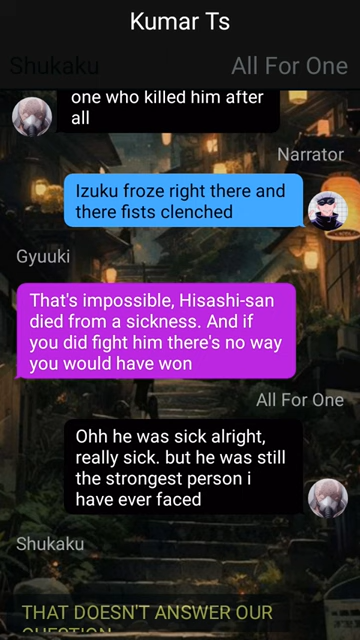 Kumar Ts
Shukaku
All For One
one who killed him after
all
Narrator
Izuku froze right there and
there fists clenched
Gyuuki
That's impossible, Hisashi-san
died from a sickness. And if
you did fight him there's no way
you would have won
All For One
Ohh he was sick alright,
really sick. but he was still
the strongest person i
have ever faced
Shukaku
THAT DOESN'T ANSWER OUR
QUESTION